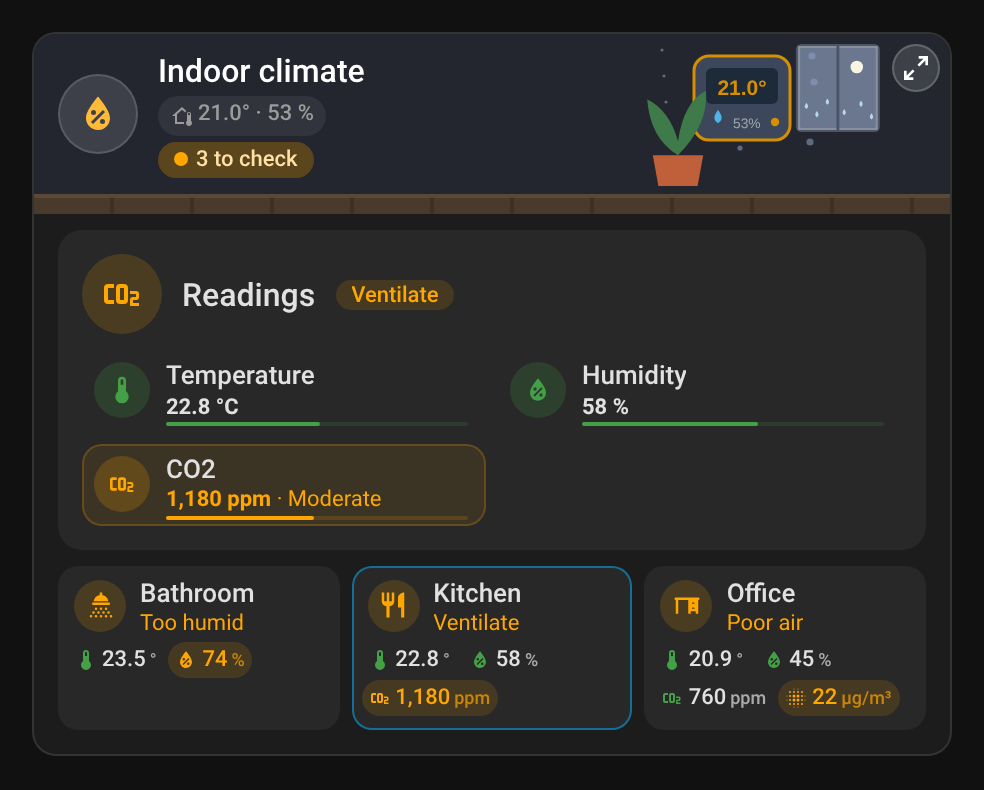 Indoor climate
21.0° · 53 %
3 to check
21.0°
53%
CO2
Readings
Ventilate
Temperature
22.8 °C
Humidity
58 %
CO2
CO2
1,180 ppm · Moderate
Bathroom
Too humid
23.5 °
74 %
Kitchen
Ventilate
22.8 °
58 %
CO2 1,180 ppm
Office
Poor air
20.9 °
45 %
CO2 760 ppm
22 µg/m³